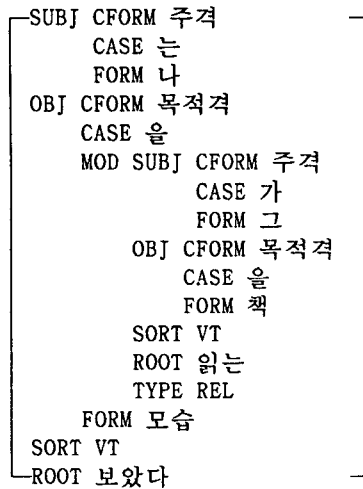 SUBJ CFORM 주격
CASE 는
FORM 나
OBJ CFORM 목적격
CASE 을
MOD SUBJ CFORM 주격
CASE 가
FORM 그
OBJ CFORM 목적격
CASE 을
FORM 책
SORT VT
ROOT 읽는
TYPE REL
FORM 모습
SORT VT
ROOT 보았다